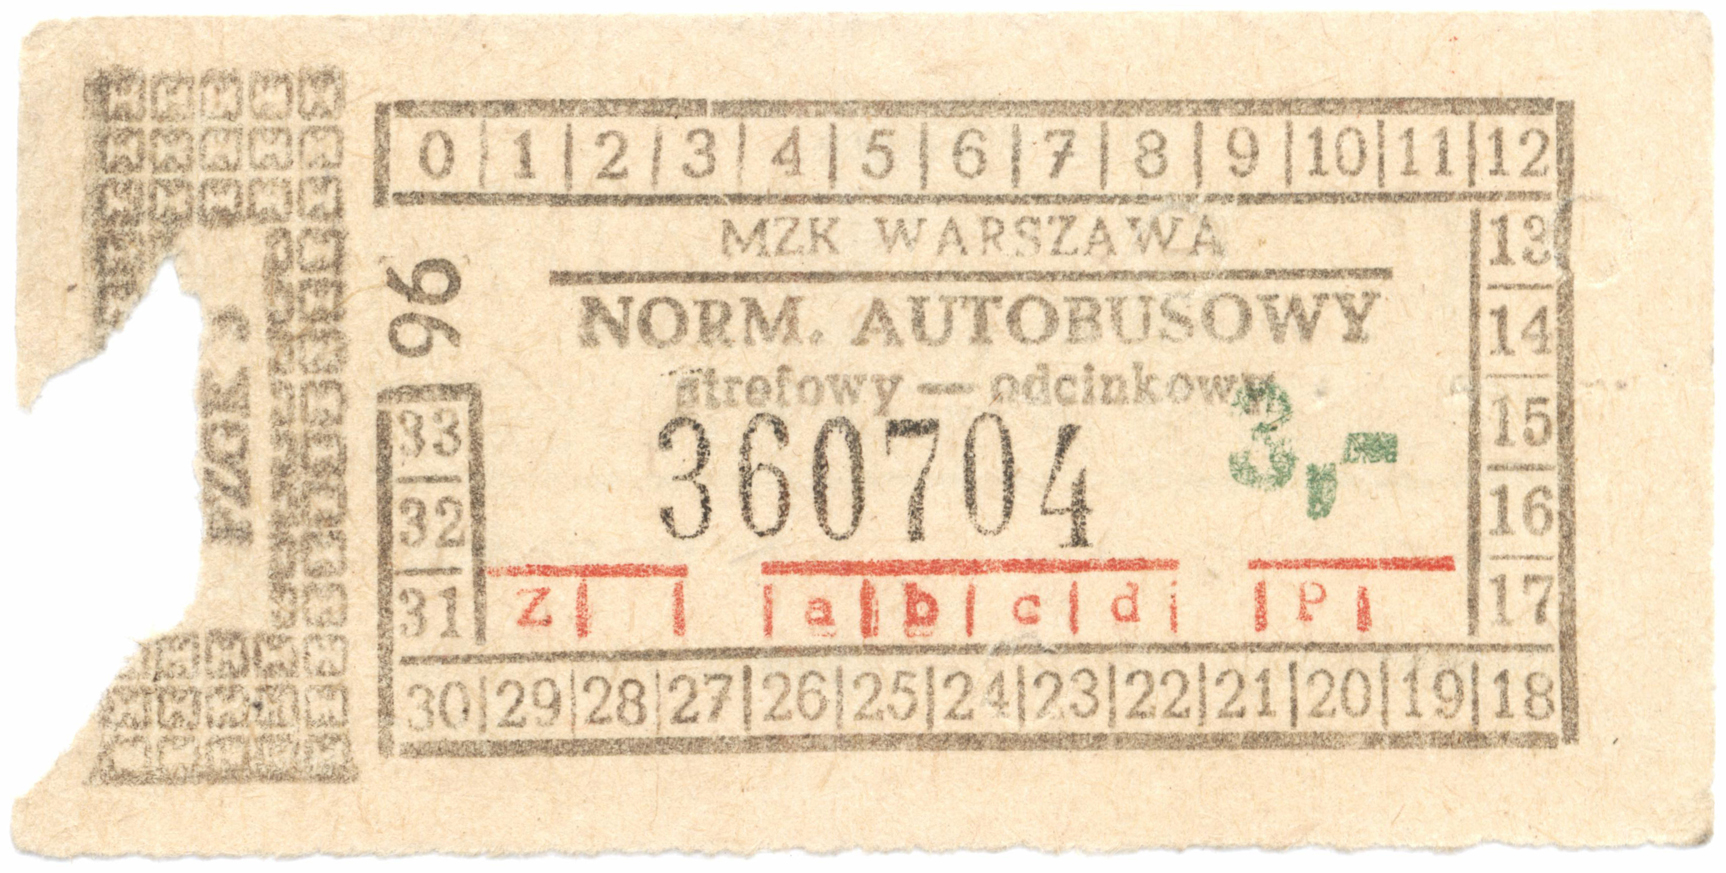 0 1 2 3 4 5 6 7 8 9 10 11 12
MZK WARSZAWA
13
96
NORM. AUTOBUSOWY
14
strefowy — odcinkowy
3,-
15
33
360704
32
16
31
Z a b c d P
17
30 29 28 27 26 25 24 23 22 21 20 19 18
PZGK 3